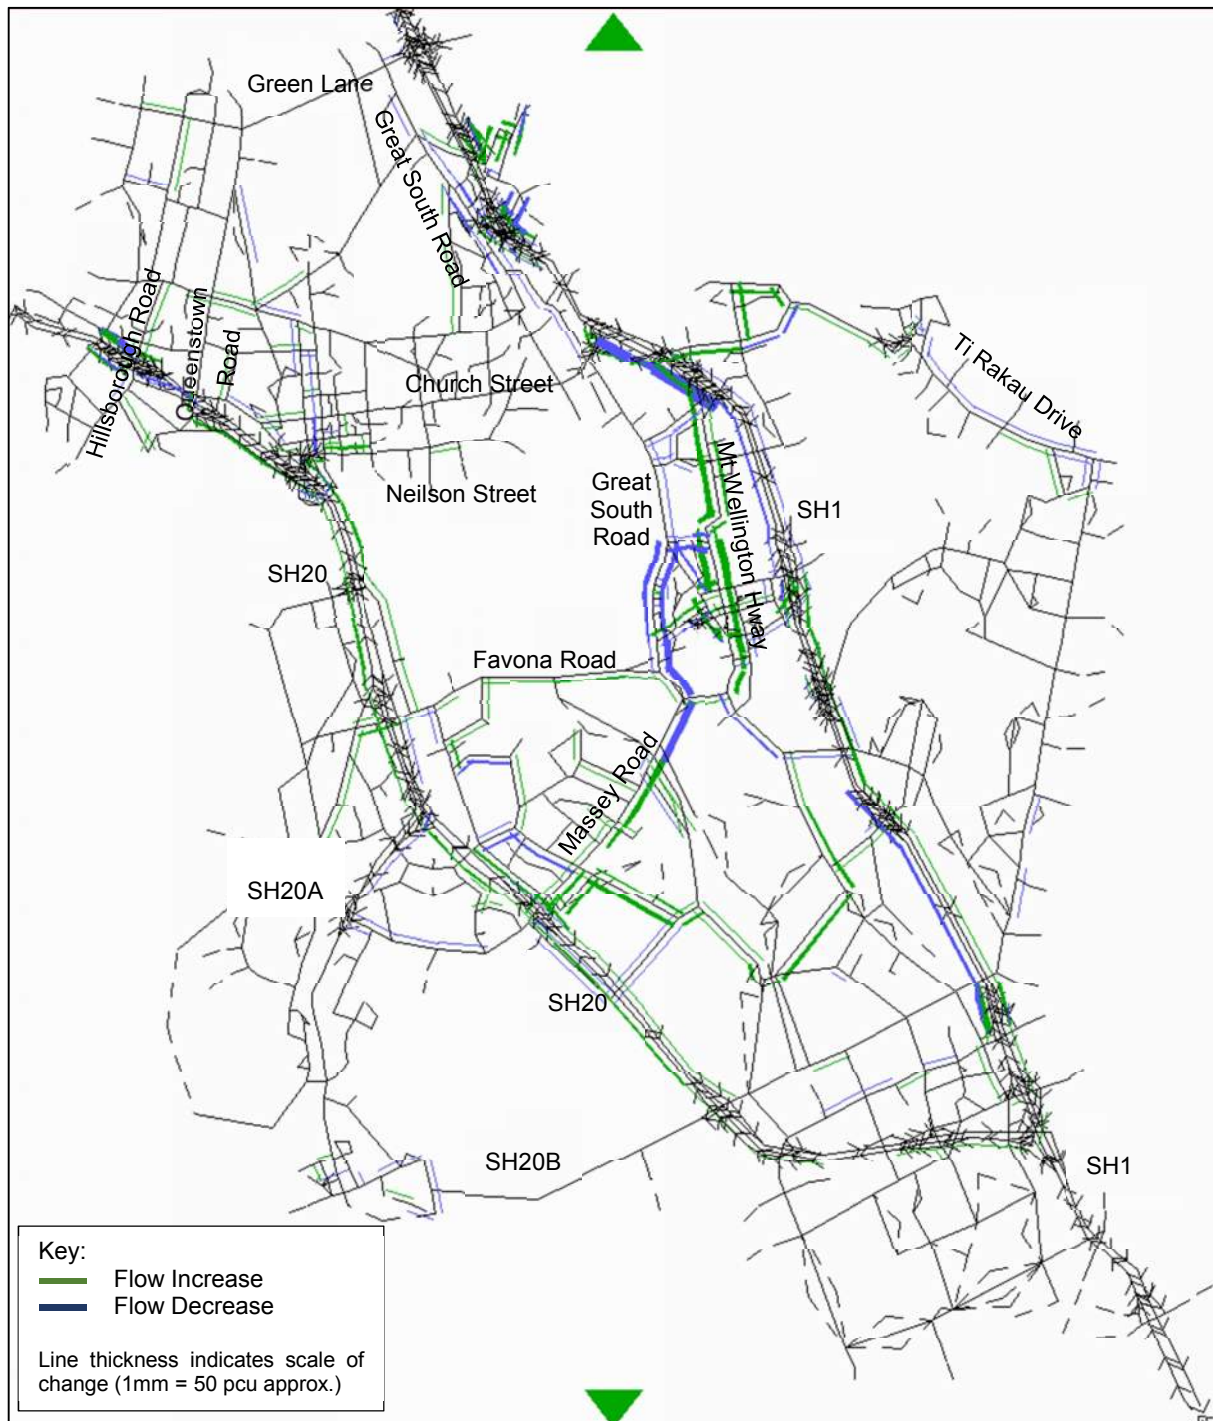 Green Lane
Great South Road
Hillsborough Road
Queenstown
Road
Church Street
Ti Rakau Drive
Neilson Street
Great
South
Road
Mt Wellington Hway
SH1
SH20
Favona Road
Massey Road
SH20A
SH20
SH20B
SH1
Key:
Flow Increase
Flow Decrease
Line thickness indicates scale of
change (1mm = 50 pcu approx.)